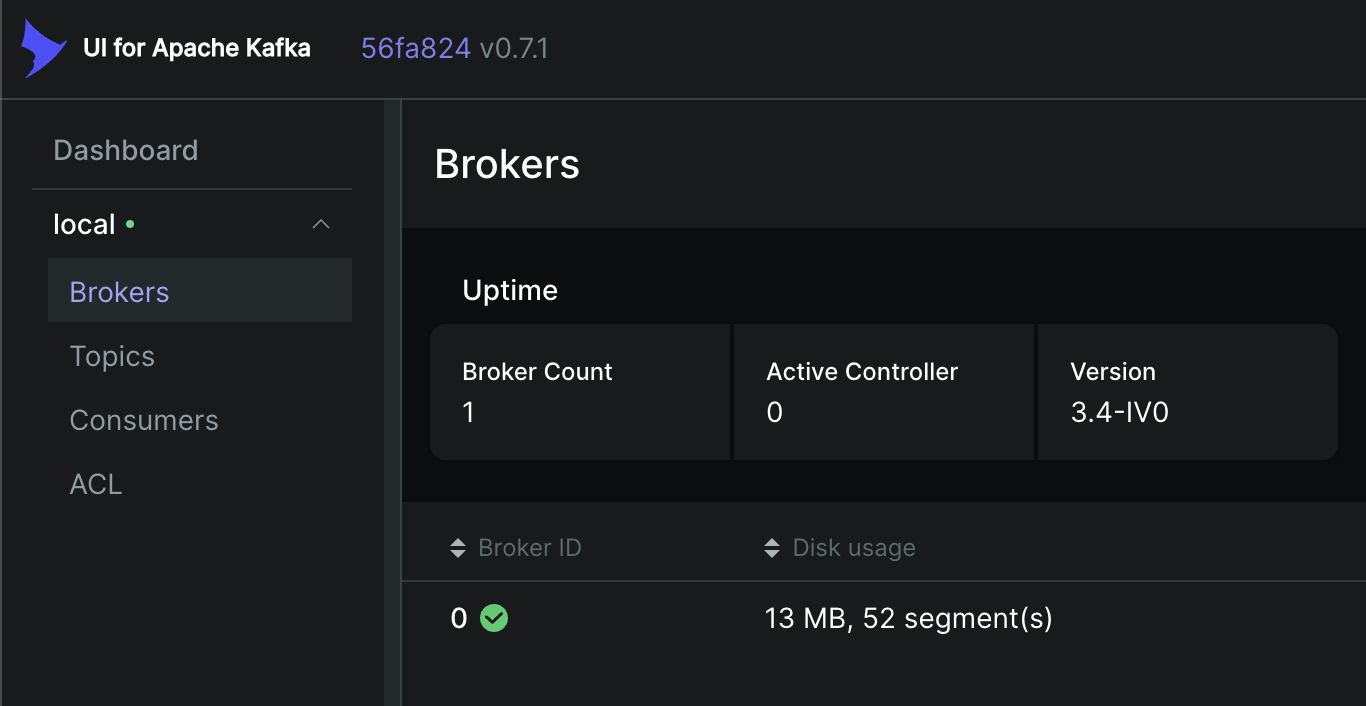 UI for Apache Kafka 56fa824 v0.7.1
Dashboard
local
Brokers
Topics
Consumers
ACL
Brokers
Uptime
Broker Count
1
Active Controller
0
Version
3.4-IV0
Broker ID Disk usage
0 13 MB, 52 segment(s)